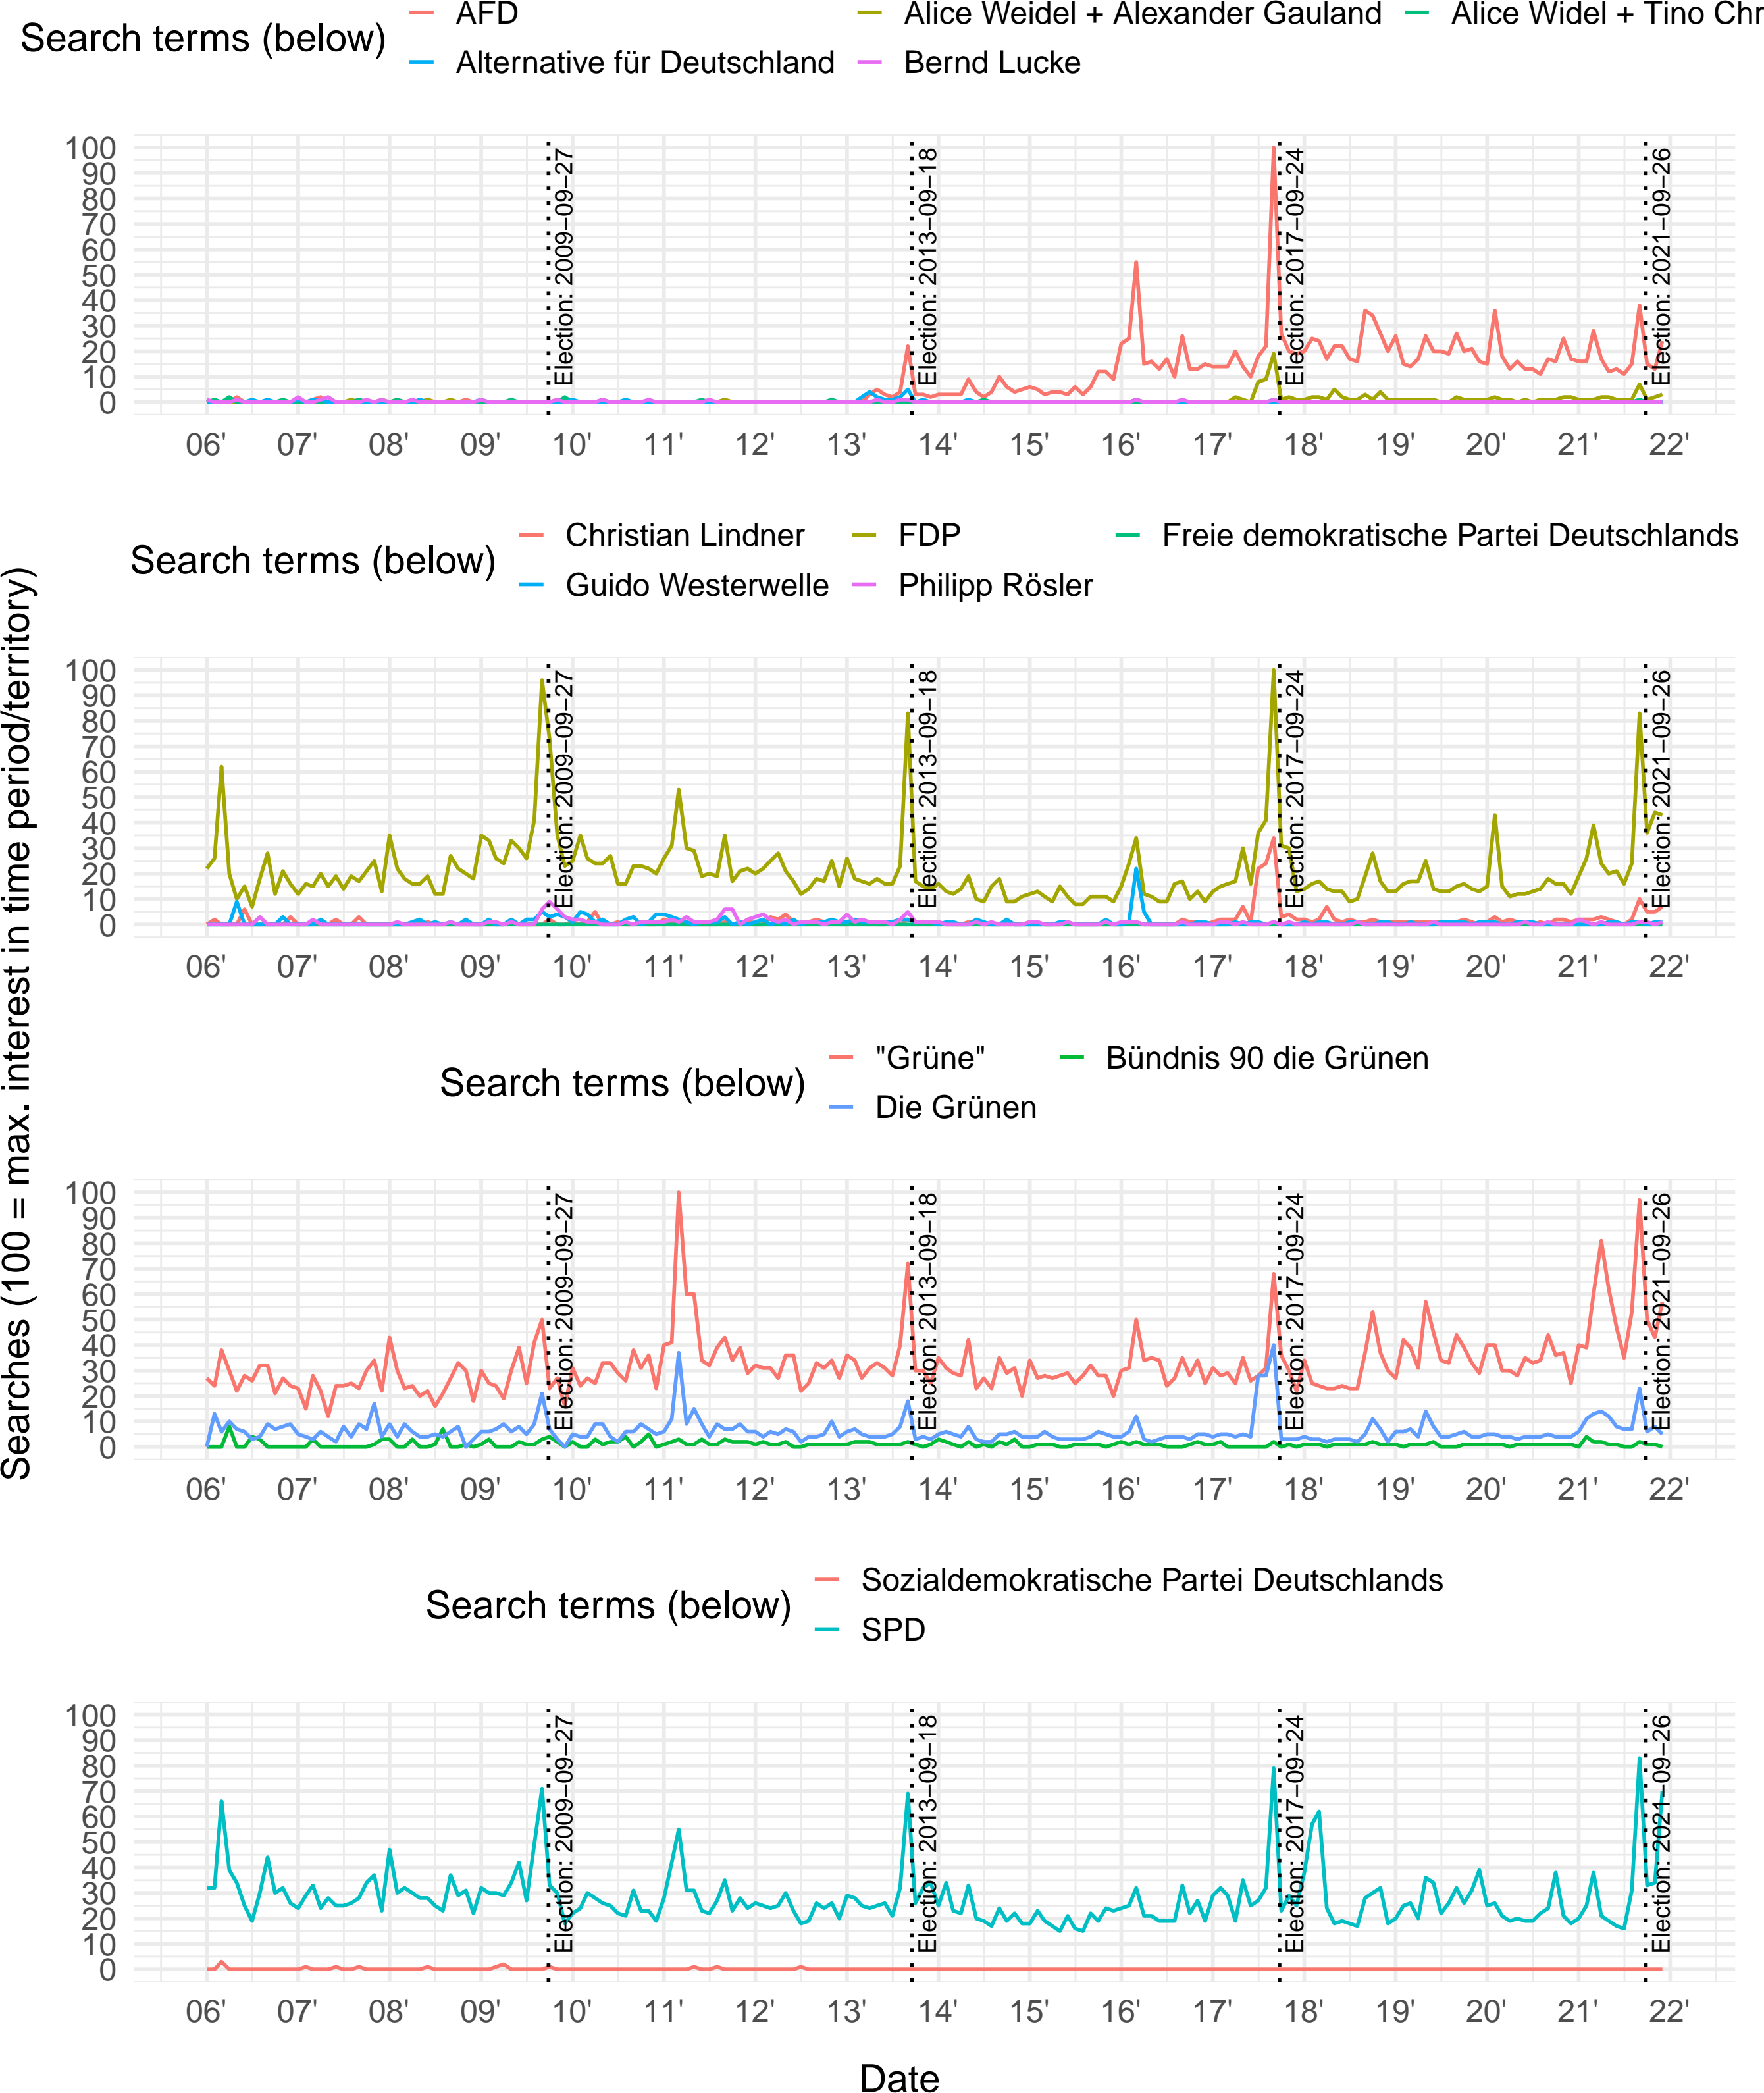 AFD Alice Weidel + Alexander Gauland Alice Widel + Tino Chr
Search terms (below)
Alternative für Deutschland Bernd Lucke
100
90
80
70
60
50
40
30
20
10
0
Election: 2009−09−27
Election: 2013−09−18
Election: 2017−09−24
Election: 2021−09−26
06' 07' 08' 09' 10' 11' 12' 13' 14' 15' 16' 17' 18' 19' 20' 21' 22'
Christian Lindner FDP Freie demokratische Partei Deutschlands
Search terms (below)
Guido Westerwelle Philipp Rösler
100
90
80
70
60
50
40
30
20
10
0
Election: 2009−09−27
Election: 2013−09−18
Election: 2017−09−24
Election: 2021−09−26
06' 07' 08' 09' 10' 11' 12' 13' 14' 15' 16' 17' 18' 19' 20' 21' 22'
Searches (100 = max. interest in time period/territory)
"Grüne" Bündnis 90 die Grünen
Search terms (below)
Die Grünen
100
90
80
70
60
50
40
30
20
10
0
Election: 2009−09−27
Election: 2013−09−18
Election: 2017−09−24
Election: 2021−09−26
06' 07' 08' 09' 10' 11' 12' 13' 14' 15' 16' 17' 18' 19' 20' 21' 22'
Sozialdemokratische Partei Deutschlands
Search terms (below)
SPD
100
90
80
70
60
50
40
30
20
10
0
Election: 2009−09−27
Election: 2013−09−18
Election: 2017−09−24
Election: 2021−09−26
06' 07' 08' 09' 10' 11' 12' 13' 14' 15' 16' 17' 18' 19' 20' 21' 22'
Date